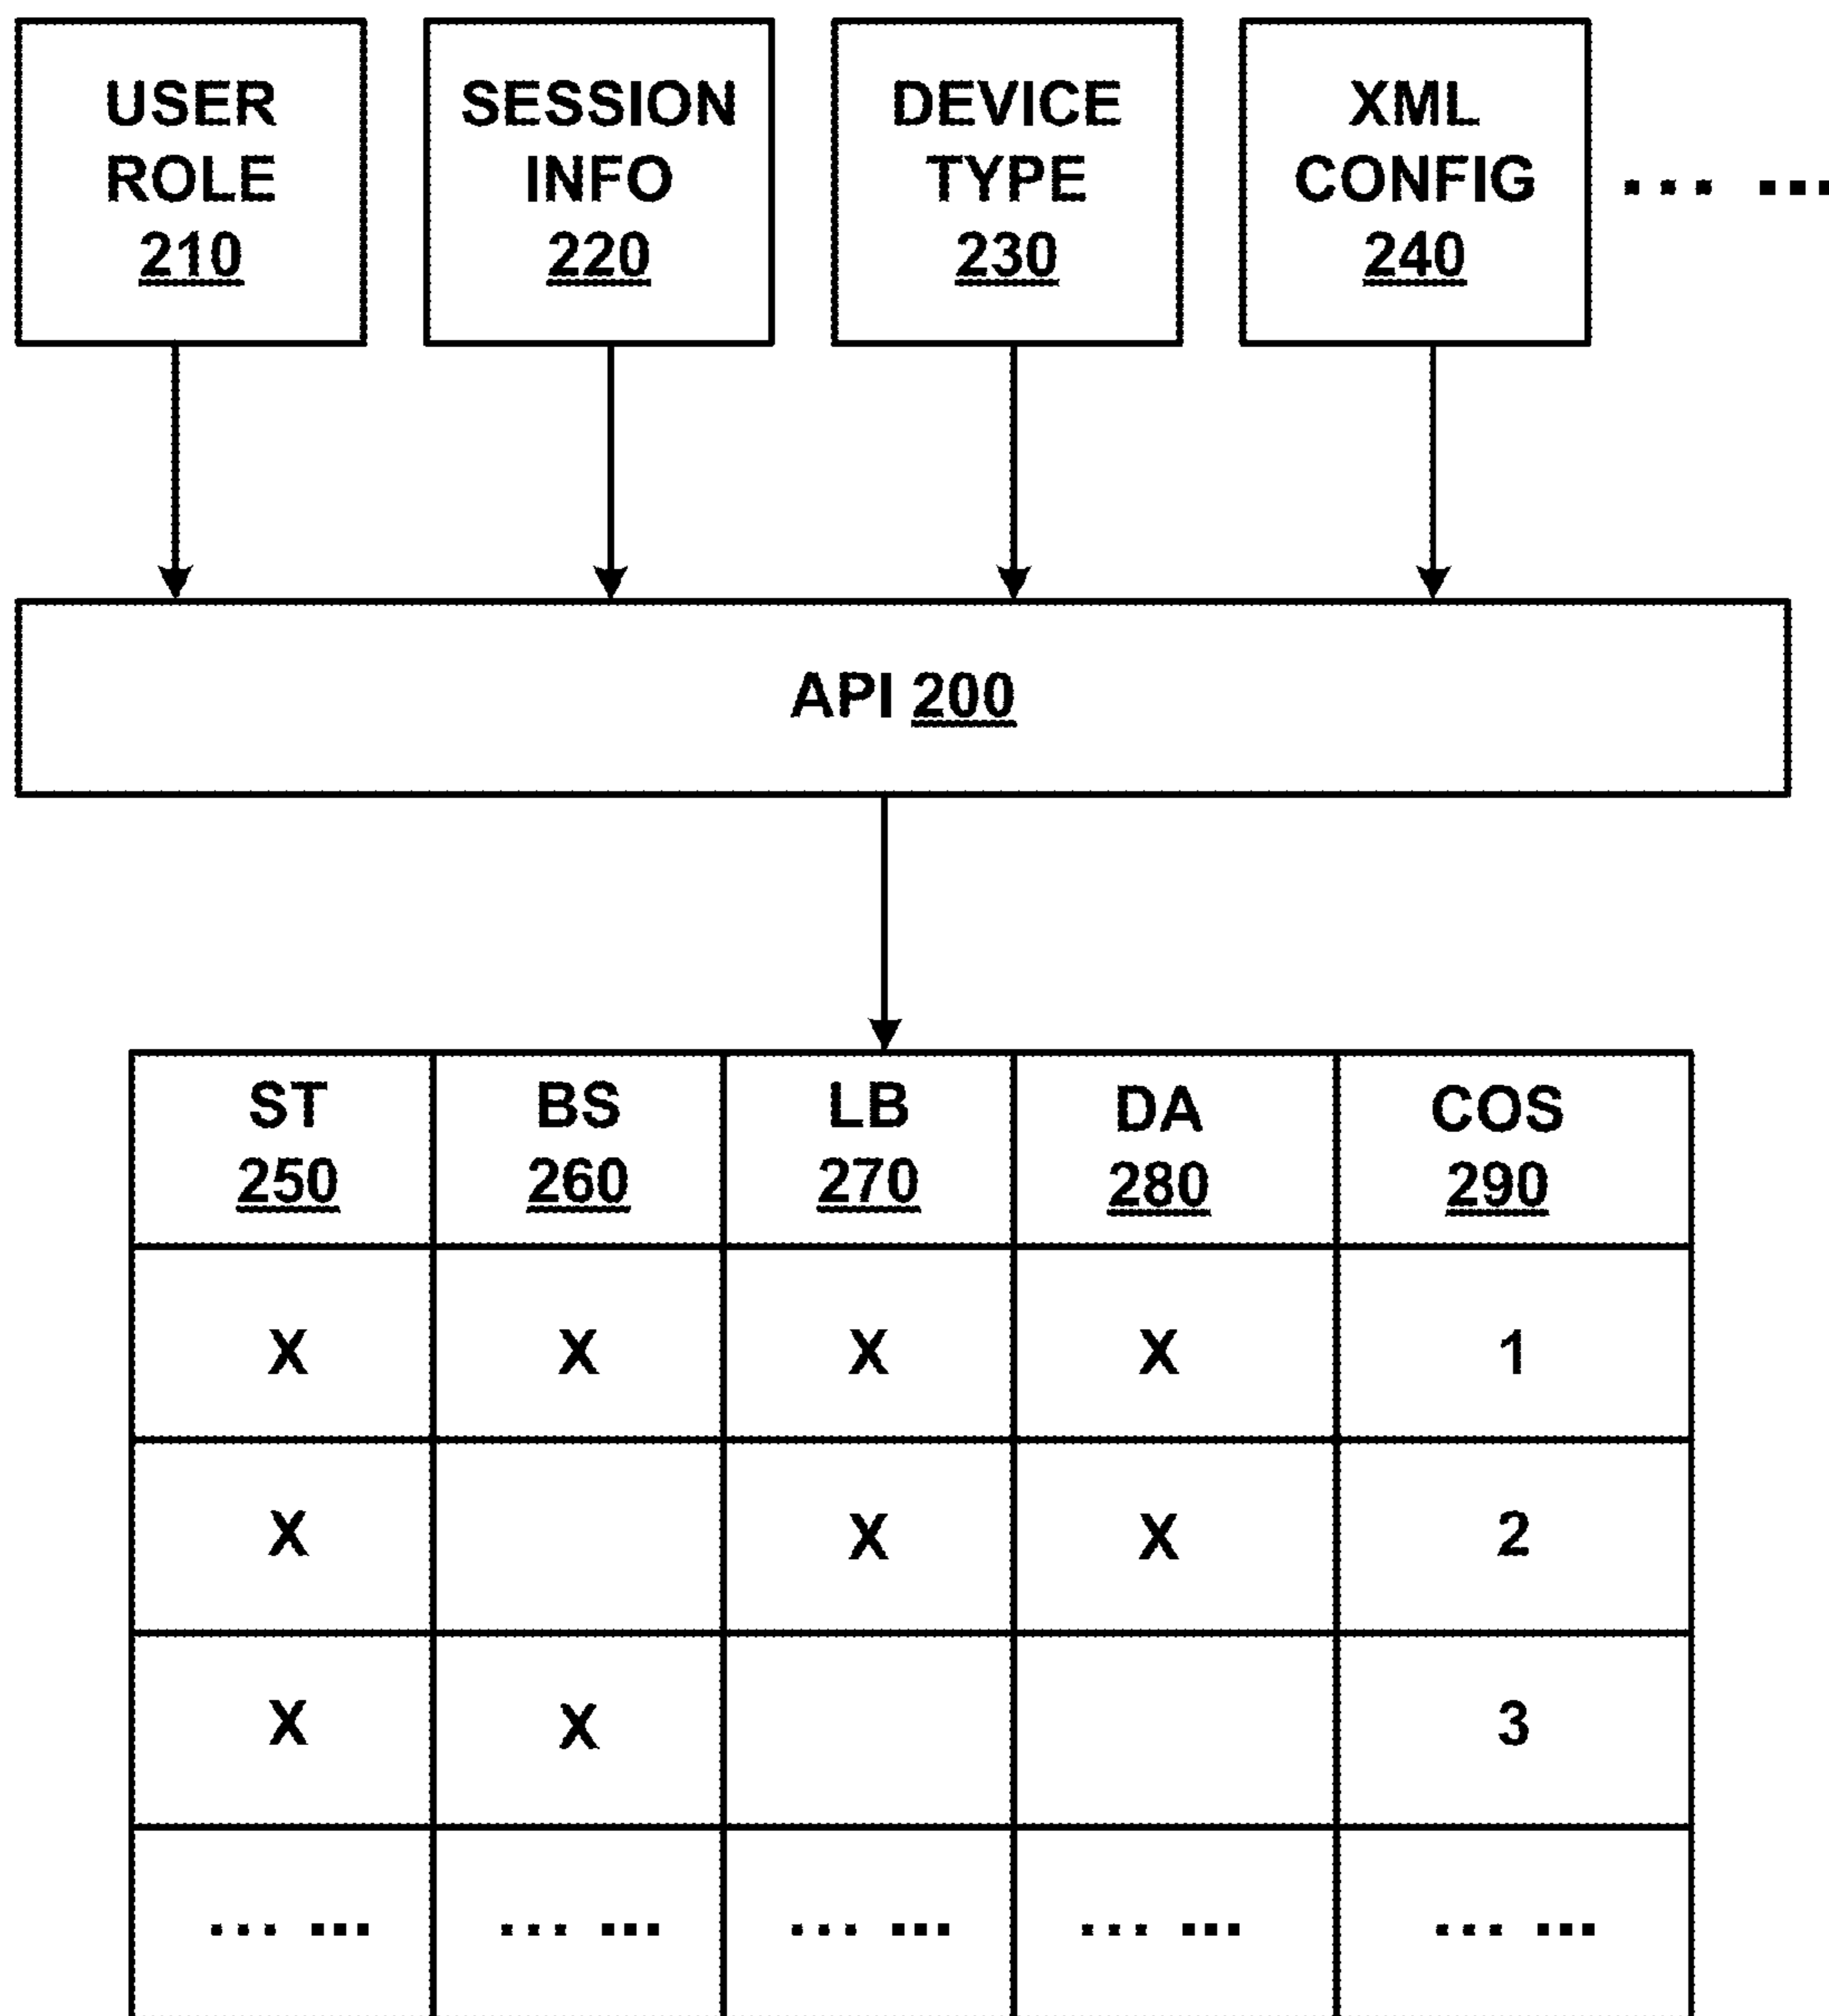 USER
ROLE
210
SESSION
INFO
220
DEVICE
TYPE
230
XML
CONFIG
240
... ...
API 200
ST
250
BS
260
LB
270
DA
280
COS
290
X X X X 1
X X X 2
X X 3
... ... ... ... ... ... ... ... ... ...